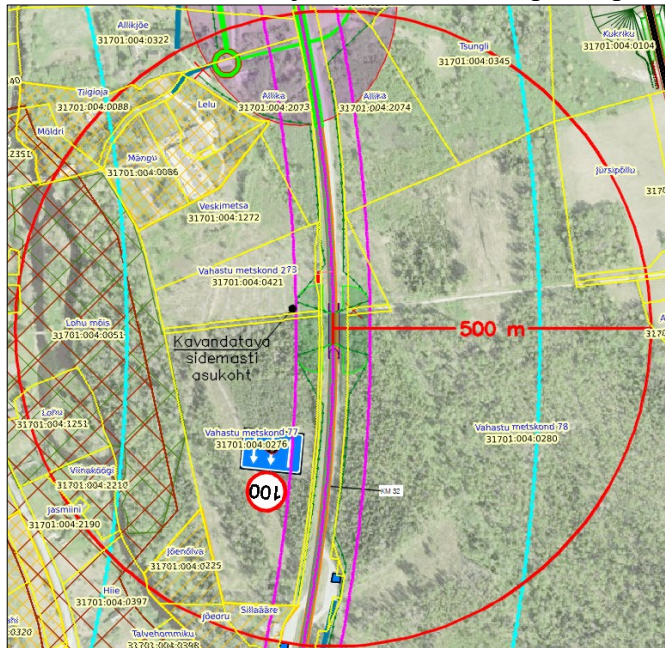 Allikjõe
31701:004:0322
Kukriku
31701:004:0104
Tsungli
31701:004:0345
Tilgioja
31701:004:0088
Lelu
Allika
31701:004:2073
Allika
31701:004:2074
Möldri
Mängu
31701:004:0086
Jürsipõllu
Veskimetsa
31701:004:1272
Vahastu metskond 273
31701:004:0421
Lohu mõis
31701:004:0051
Kavandatava
sidemasti
asukoht
500 m
Lohu
31701:004:1251
Vahastu metskond 77
31701:004:0276
Vahastu metskond 78
31701:004:0280
Viinaköögi
31701:004:2210
100
KM 32
Jasmiini
31701:004:2190
Jõenõlva
Hiie
31701:004:0397
Jõeoru
Sillaääre
Talvehommiku
31701:004:0398